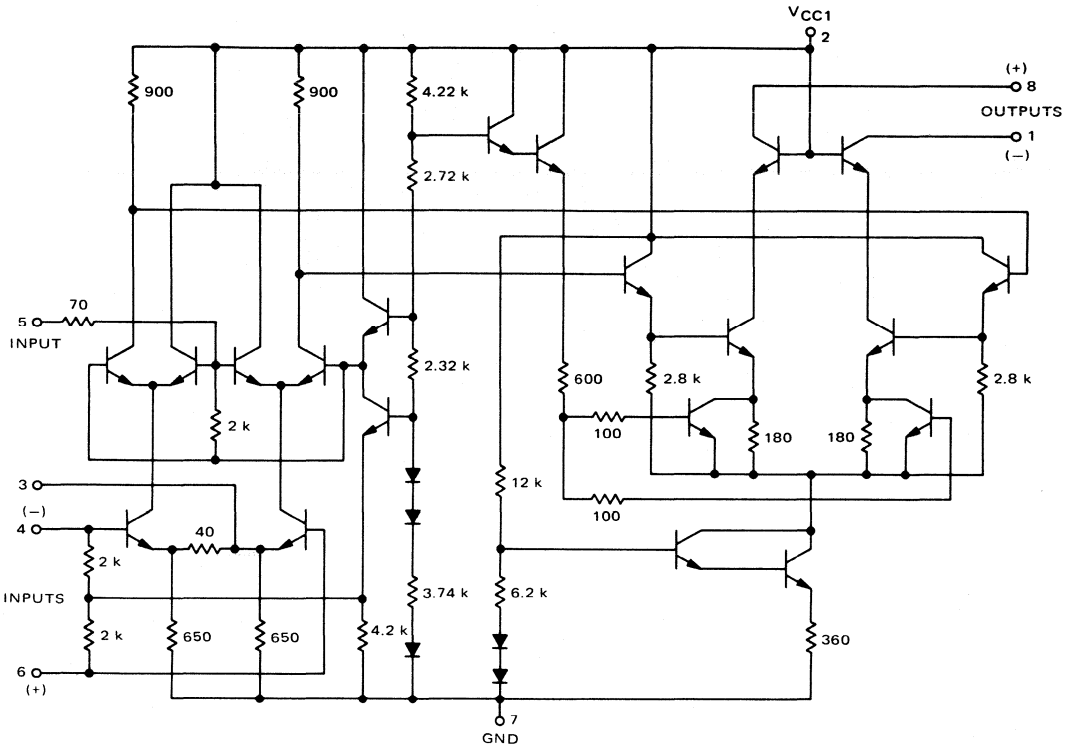 VCC1
2
(+)
8
OUTPUTS
1
(−)
900
900
4.22 k
2.72 k
70
5
INPUT
2.32 k
600
2.8 k
2.8 k
2 k
100
180
180
3
(−)
4
12 k
100
40
2 k
INPUTS
3.74 k
6.2 k
2 k
650
650
4.2 k
360
6
(+)
7
GND